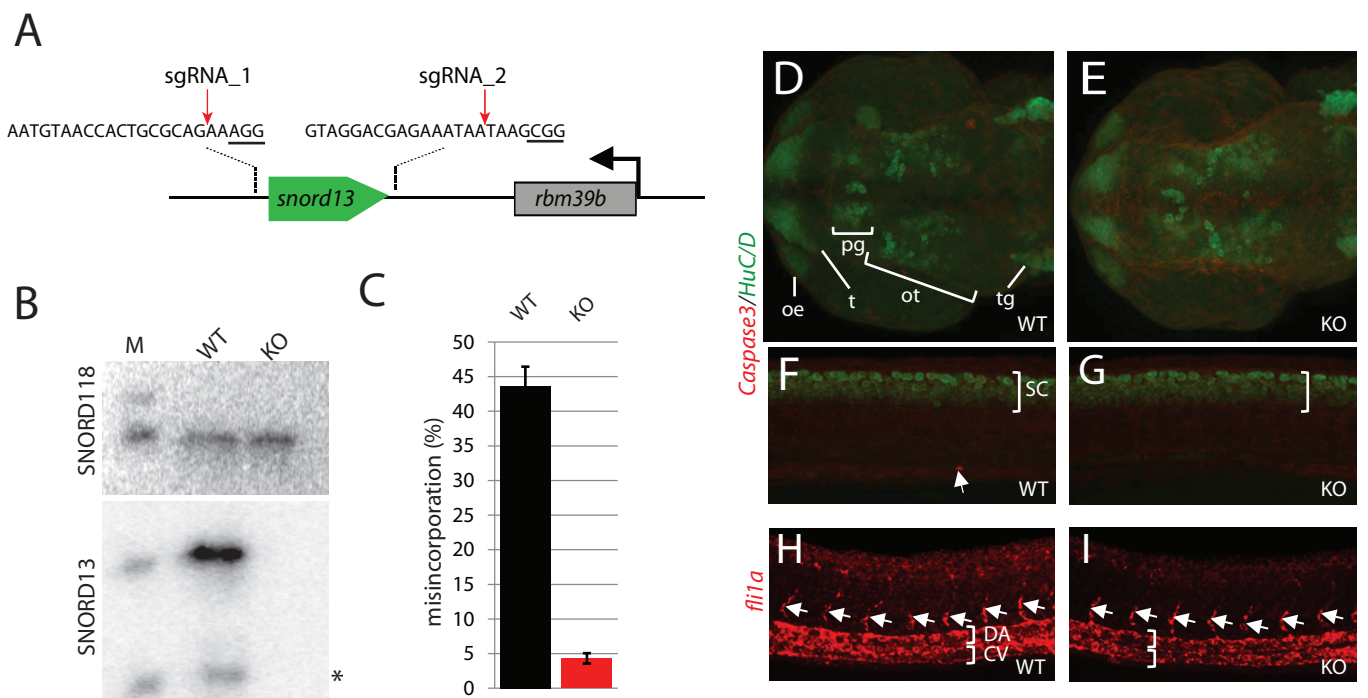 A
sgRNA_1
sgRNA_2
AATGTAACCACTGCGCAGAAAGG
GTAGGACGAGAAATAATAAGCGG
snord13
rbm39b
B
M
WT
KO
SNORD118
SNORD13
*
C
WT
KO
misincorporation (%)
50
45
40
35
30
25
20
15
10
5
0
Caspase3/HuC/D
D
pg
oe
t
ot
tg
WT
E
KO
F
SC
WT
G
KO
fli1a
H
DA
CV
WT
I
KO